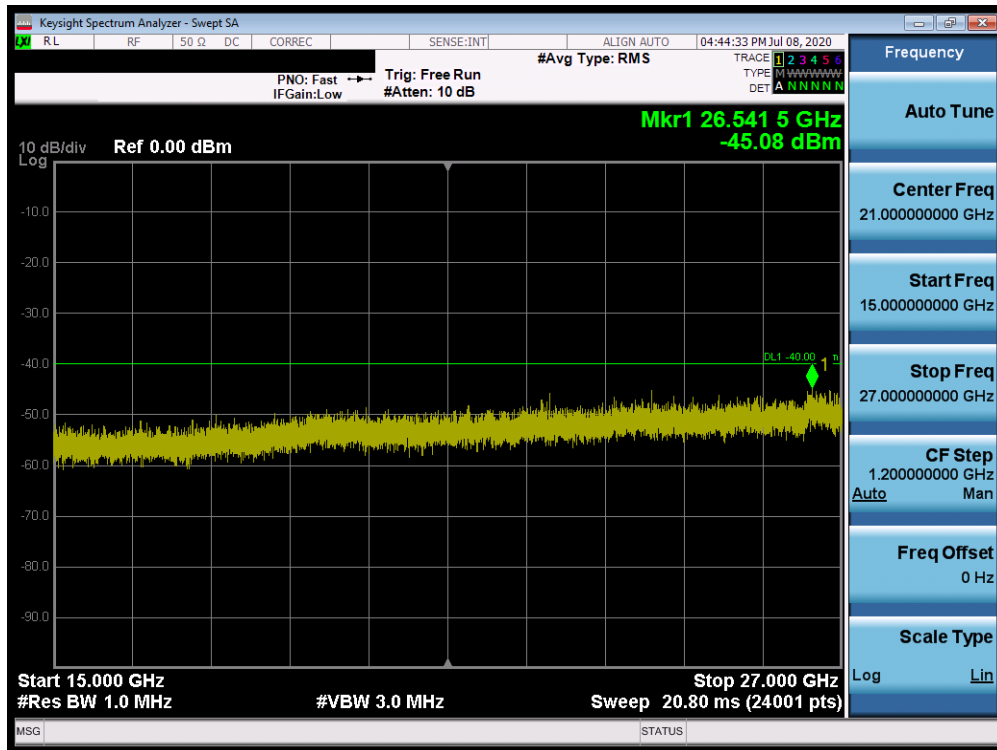 Keysight Spectrum Analyzer - Swept SA
LXI RL RF 50 Ω DC CORREC SENSE:INT ALIGN AUTO 04:44:33 PM Jul 08, 2020
PNO: Fast
IFGain:Low
Trig: Free Run
#Atten: 10 dB
#Avg Type: RMS
TRACE 1 2 3 4 5 6
TYPE M WWWWW
DET A N N N N N
Mkr1 26.541 5 GHz
-45.08 dBm
10 dB/div Ref 0.00 dBm
Log
-10.0
-20.0
-30.0
-40.0
-50.0
-60.0
-70.0
-80.0
-90.0
DL1 -40.00
1
Start 15.000 GHz Stop 27.000 GHz
#Res BW 1.0 MHz #VBW 3.0 MHz Sweep 20.80 ms (24001 pts)
MSG STATUS
Frequency
Auto Tune
Center Freq
21.000000000 GHz
Start Freq
15.000000000 GHz
Stop Freq
27.000000000 GHz
CF Step
1.200000000 GHz
Auto Man
Freq Offset
0 Hz
Scale Type
Log Lin